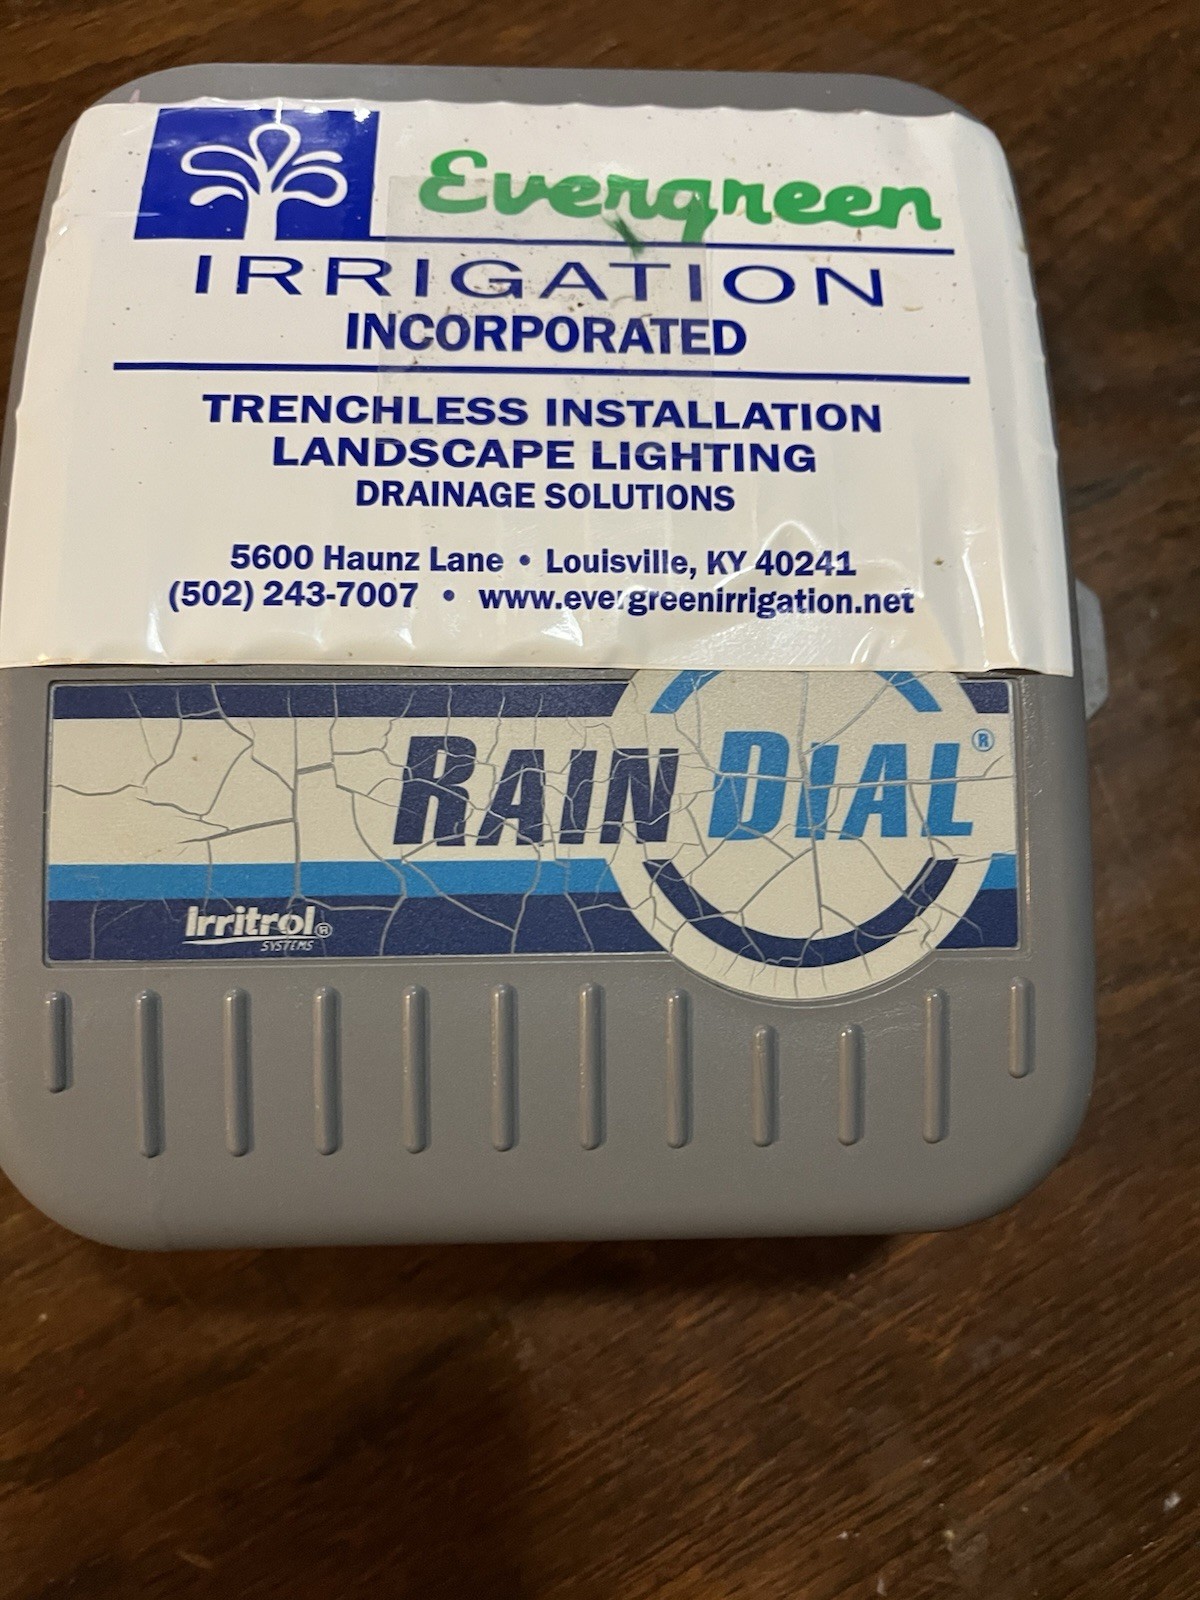 Evergreen
IRRIGATION
INCORPORATED
TRENCHLESS INSTALLATION
LANDSCAPE LIGHTING
DRAINAGE SOLUTIONS
5600 Haunz Lane • Louisville, KY 40241
(502) 243-7007 • www.evergreenirrigation.net
RAIN DIAL®
Irritrol®
SYSTEMS